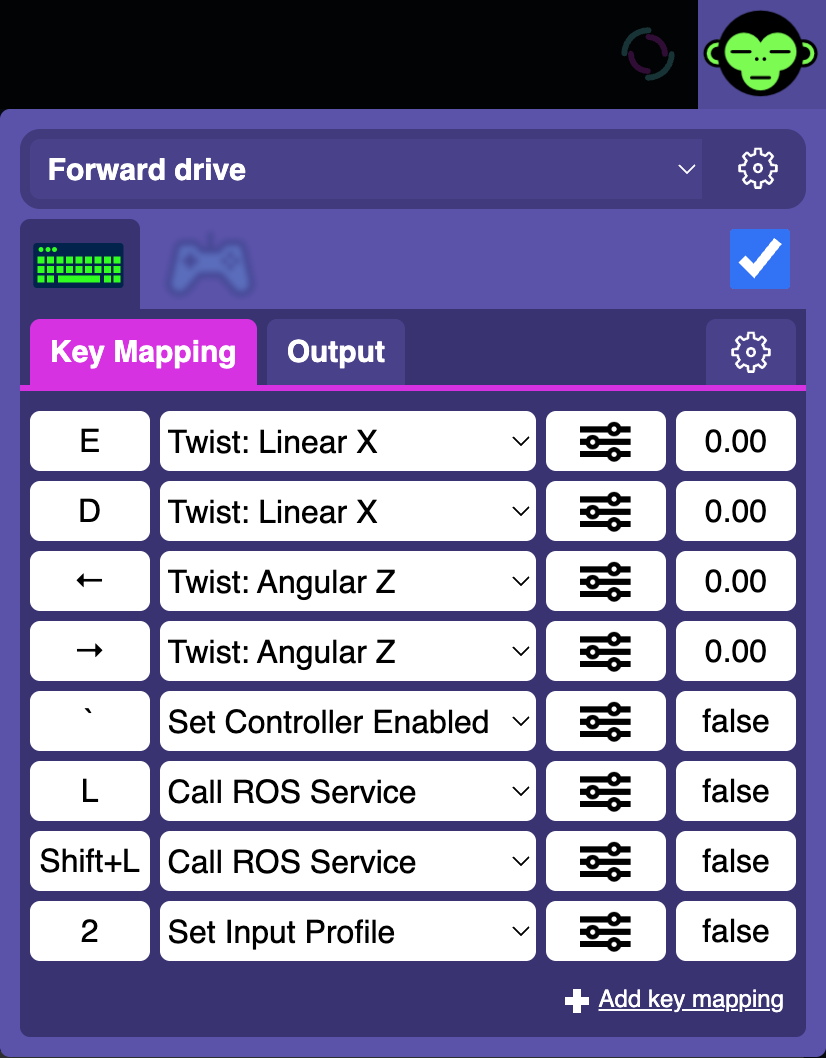 Forward drive
Key Mapping Output
E Twist: Linear X 0.00
D Twist: Linear X 0.00
← Twist: Angular Z 0.00
→ Twist: Angular Z 0.00
` Set Controller Enabled false
L Call ROS Service false
Shift+L Call ROS Service false
2 Set Input Profile false
Add key mapping